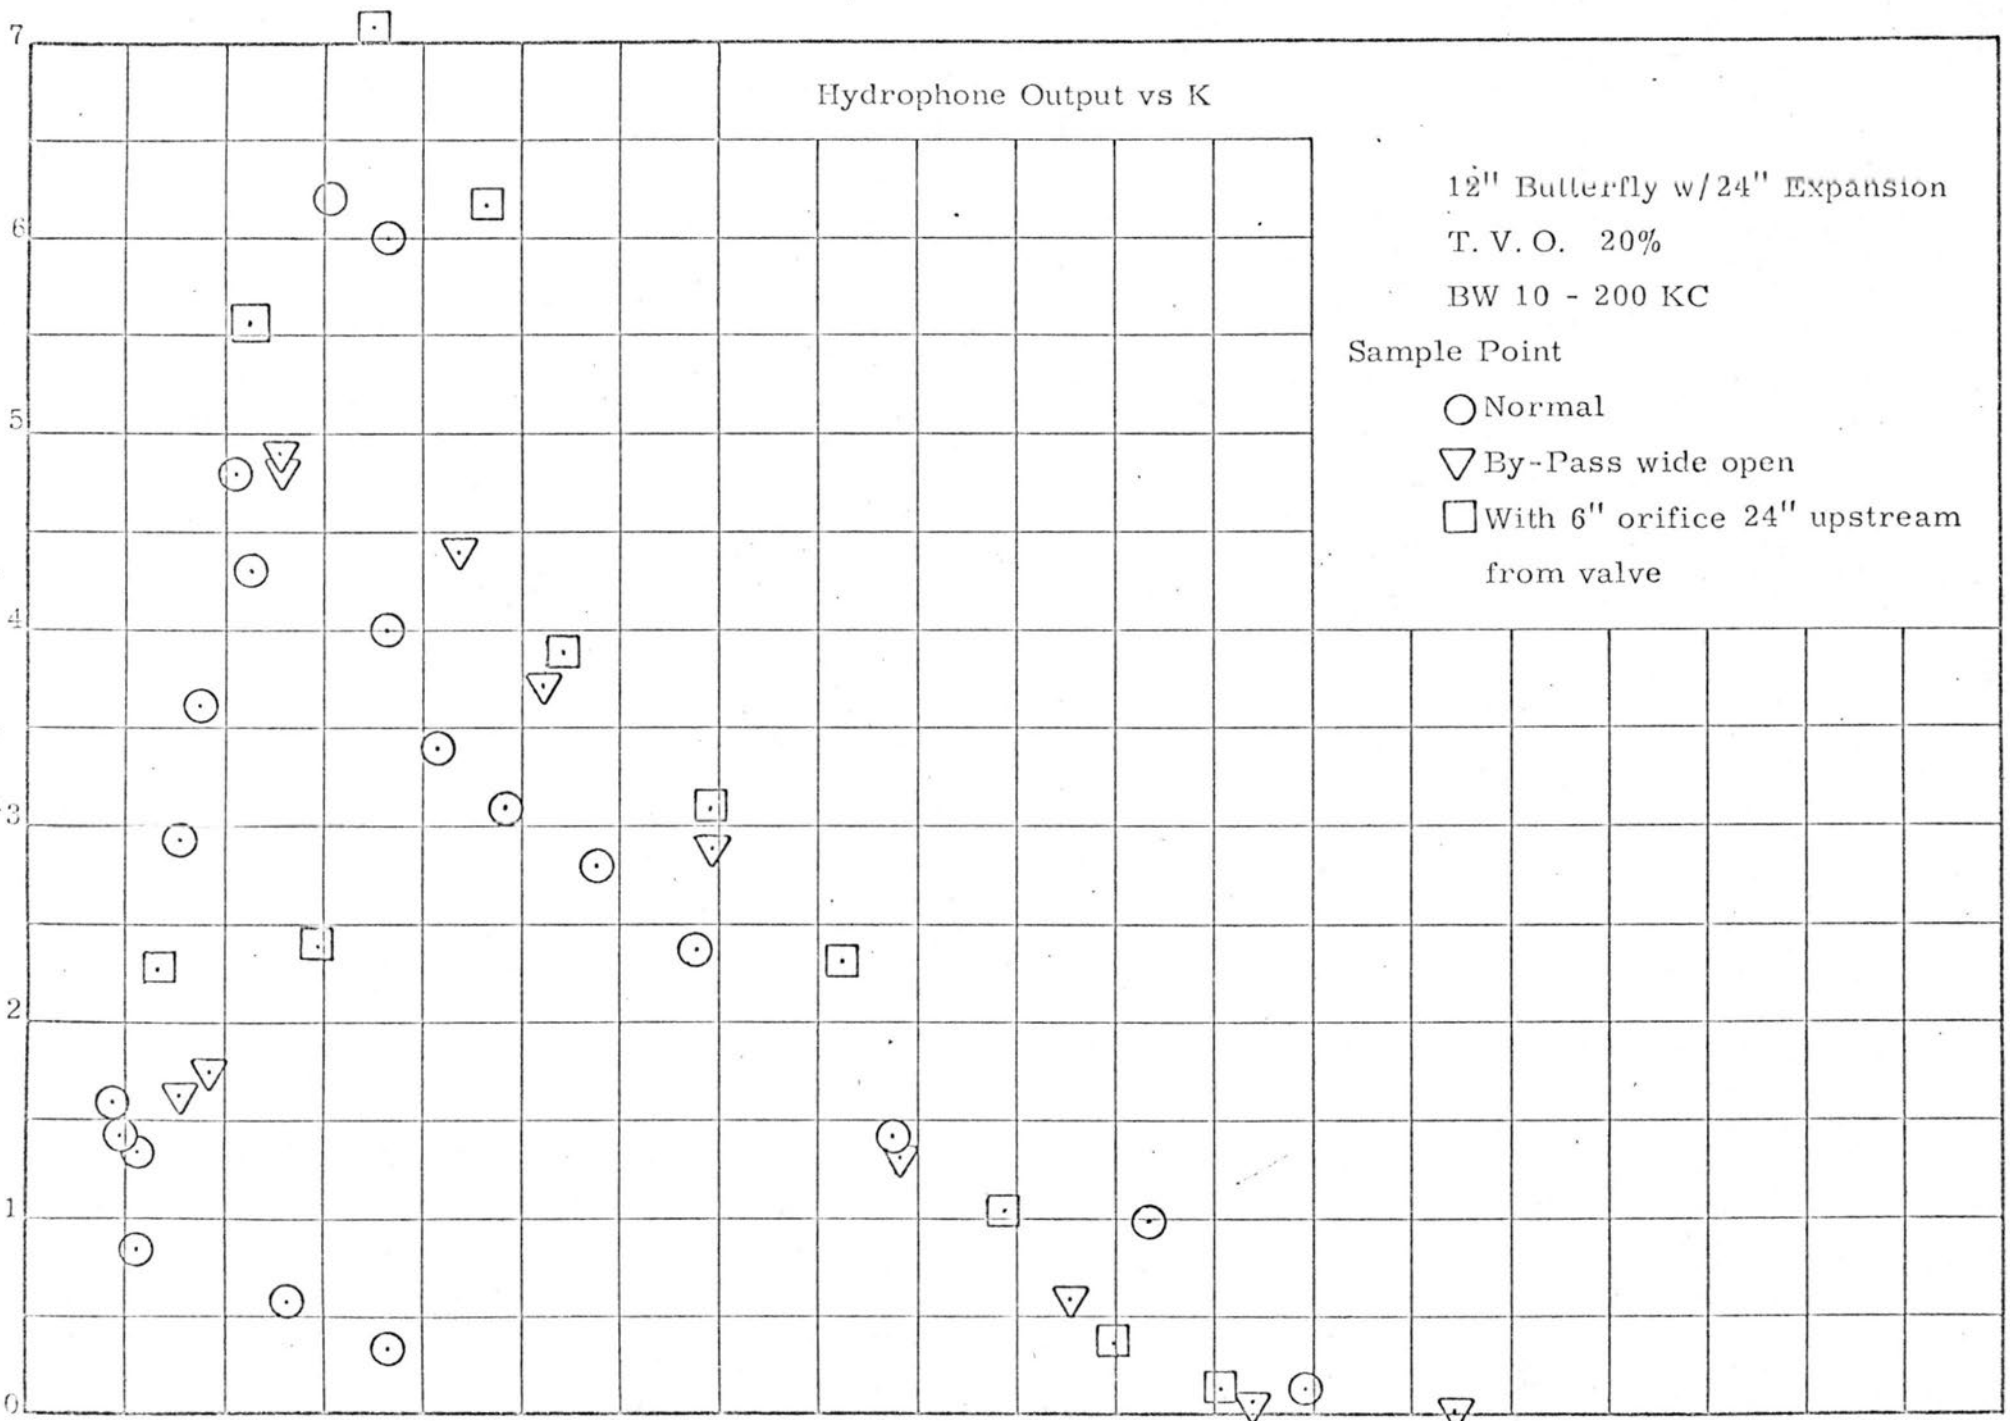 7
Hydrophone Output vs K
12" Butterfly w/24" Expansion
6
T. V. O. 20%
BW 10 - 200 KC
Sample Point
Normal
5
By-Pass wide open
With 6" orifice 24" upstream
from valve
4
3
2
1
0